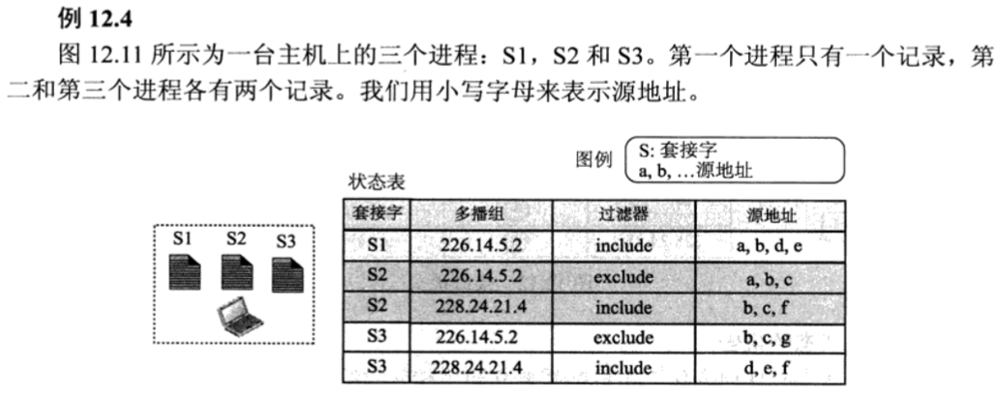 例 12.4
图 12.11 所示为一台主机上的三个进程：S1，S2 和 S3。第一个进程只有一个记录，第
二和第三个进程各有两个记录。我们用小写字母来表示源地址。
图例
S: 套接字
a, b, …源地址
状态表
套接字 多播组 过滤器 源地址
S1 226.14.5.2 include a, b, d, e
S2 226.14.5.2 exclude a, b, c
S2 228.24.21.4 include b, c, f
S3 226.14.5.2 exclude b, c, g
S3 228.24.21.4 include d, e, f
S1 S2 S3